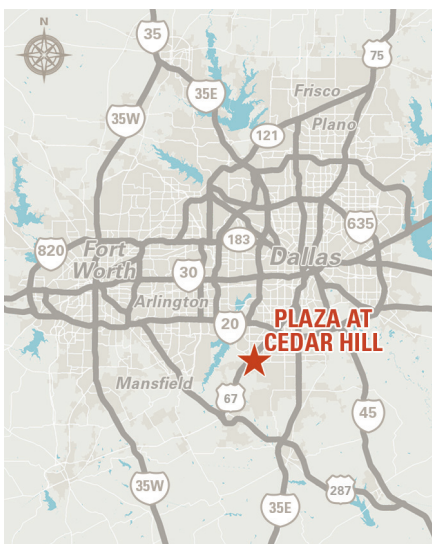 N
35
75
35E
Frisco
35W
Plano
121
635
183
820
Fort
Worth
Dallas
30
Arlington
20
PLAZA AT
CEDAR HILL
Mansfield
67
45
35W
287
35E